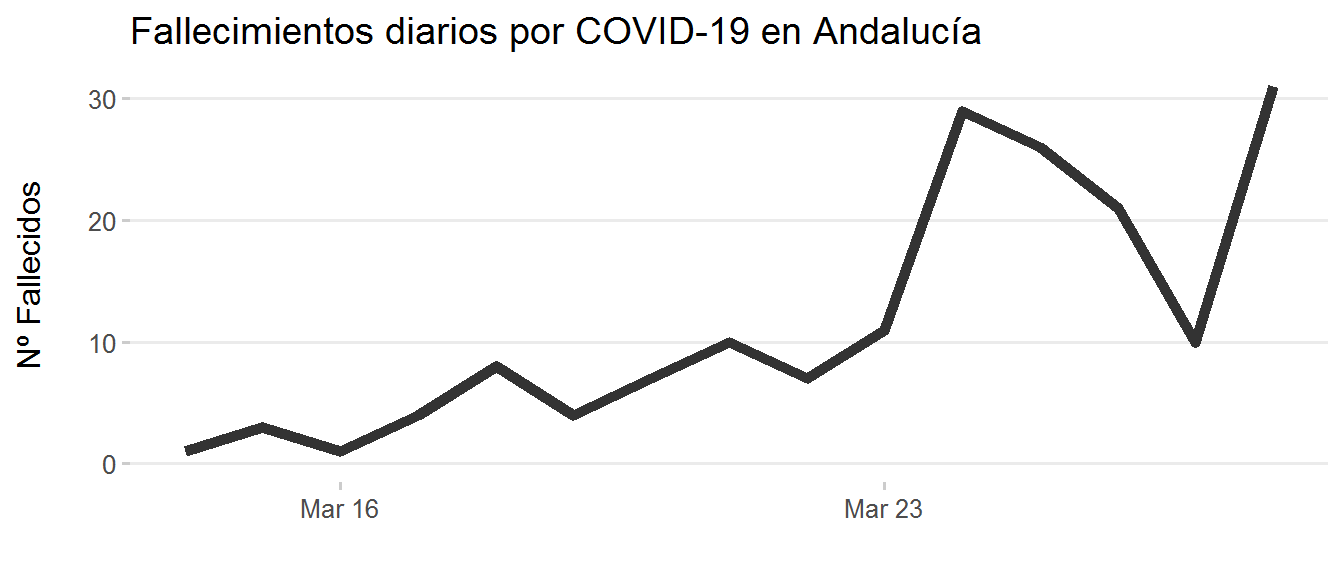 Fallecimientos diarios por COVID-19 en Andalucía
Nº Fallecidos
30
20
10
0
Mar 16
Mar 23